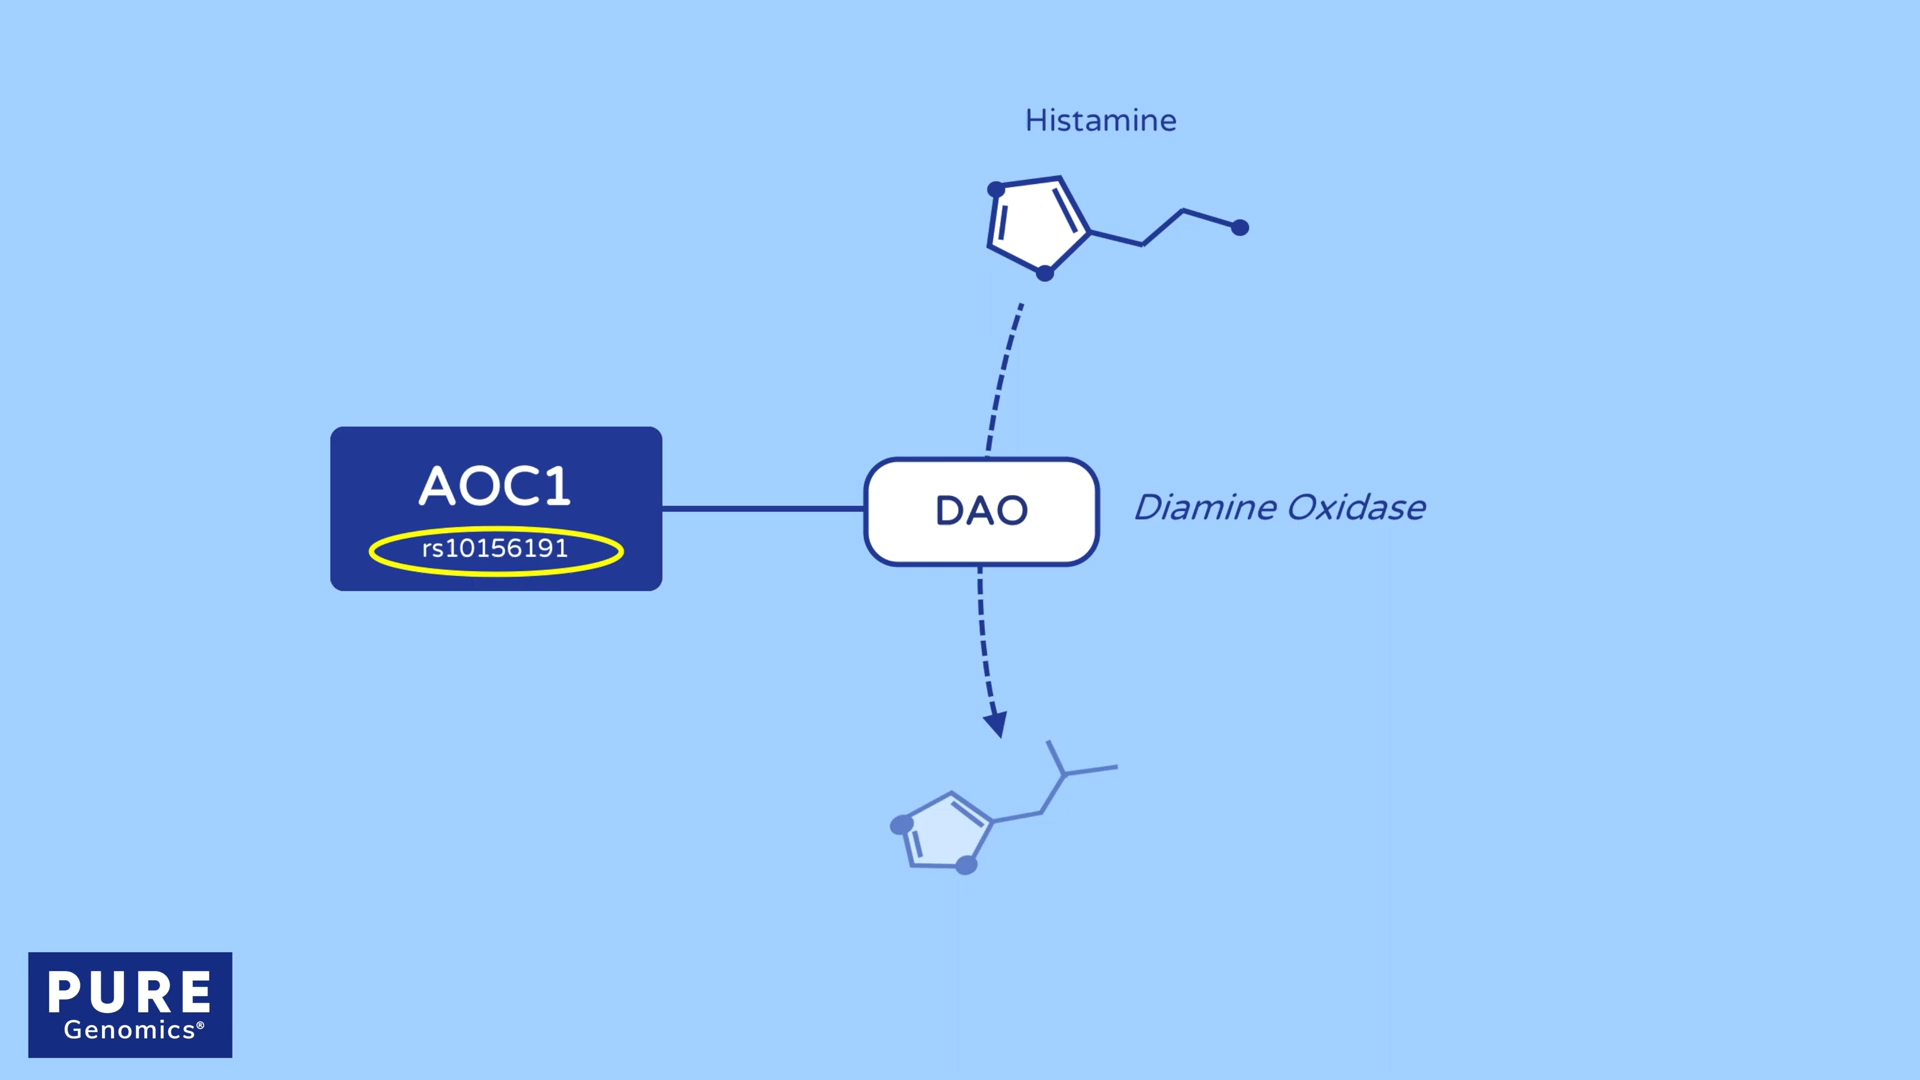 Histamine
AOC1
rs10156191
DAO
Diamine Oxidase
PURE
Genomics®